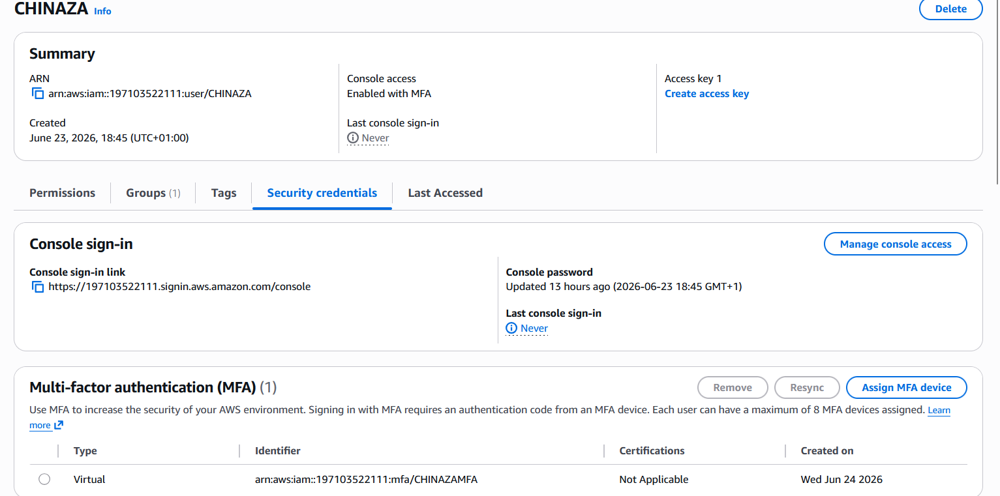 CHINAZA Info
Delete
Summary
ARN
arn:aws:iam::197103522111:user/CHINAZA
Created
June 23, 2026, 18:45 (UTC+01:00)
Console access
Enabled with MFA
Last console sign-in
Never
Access key 1
Create access key
Permissions
Groups (1)
Tags
Security credentials
Last Accessed
Console sign-in
Manage console access
Console sign-in link
https://197103522111.signin.aws.amazon.com/console
Console password
Updated 13 hours ago (2026-06-23 18:45 GMT+1)
Last console sign-in
Never
Multi-factor authentication (MFA) (1)
Remove
Resync
Assign MFA device
Use MFA to increase the security of your AWS environment. Signing in with MFA requires an authentication code from an MFA device. Each user can have a maximum of 8 MFA devices assigned. Learn
more
Type
Identifier
Certifications
Created on
Virtual
arn:aws:iam::197103522111:mfa/CHINAZAMFA
Not Applicable
Wed Jun 24 2026